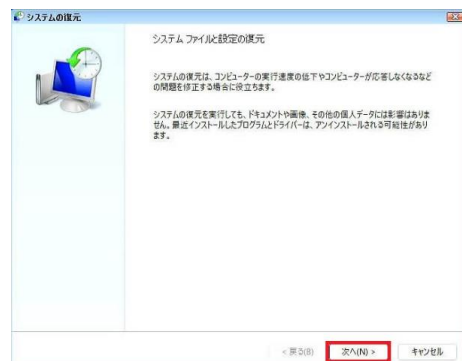 システムの復元
システム ファイルと設定の復元
システムの復元は、コンピューターの実行速度の低下やコンピューターが応答しなくなるなど
の問題を修正する場合に役立ちます。
システムの復元を実行しても、ドキュメントや画像、その他の個人データには影響はありま
せん。最近インストールしたプログラムとドライバーは、アンインストールされる可能性があり
ます。
< 戻る(B) 次へ(N) > キャンセル